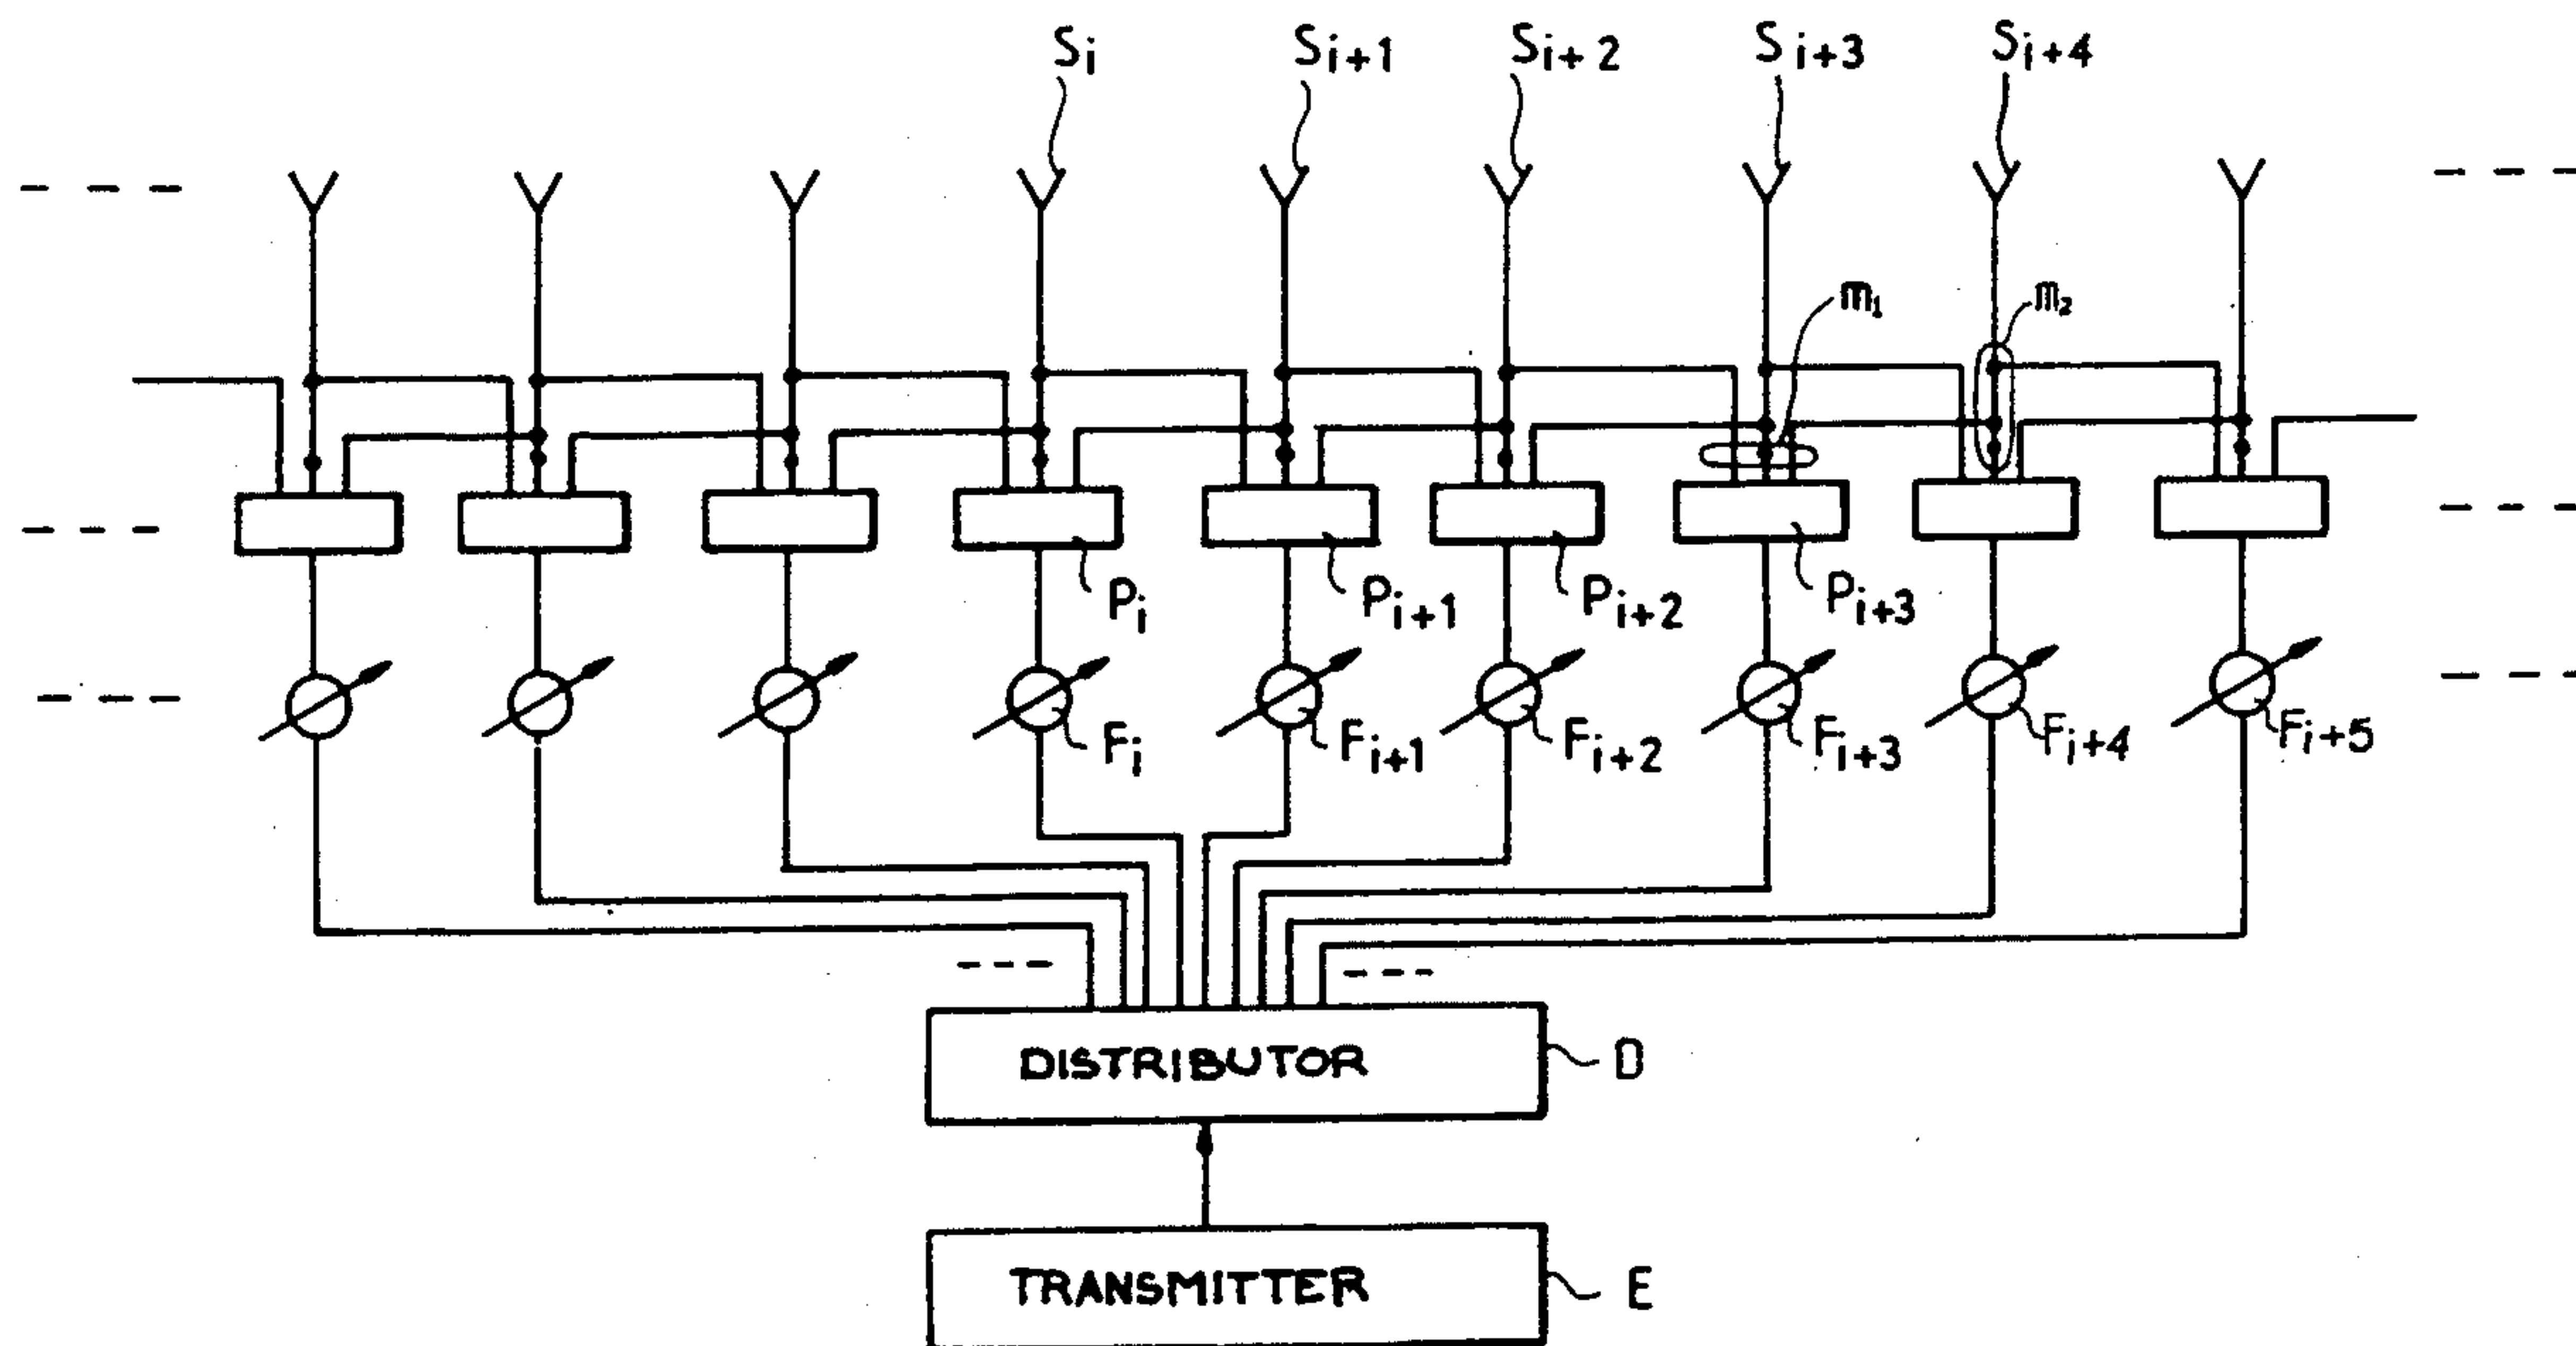 Si Si+1 Si+2 Si+3 Si+4
m1 m2
Pi Pi+1 Pi+2 Pi+3
Fi Fi+1 Fi+2 Fi+3 Fi+4 Fi+5
DISTRIBUTOR D
TRANSMITTER E